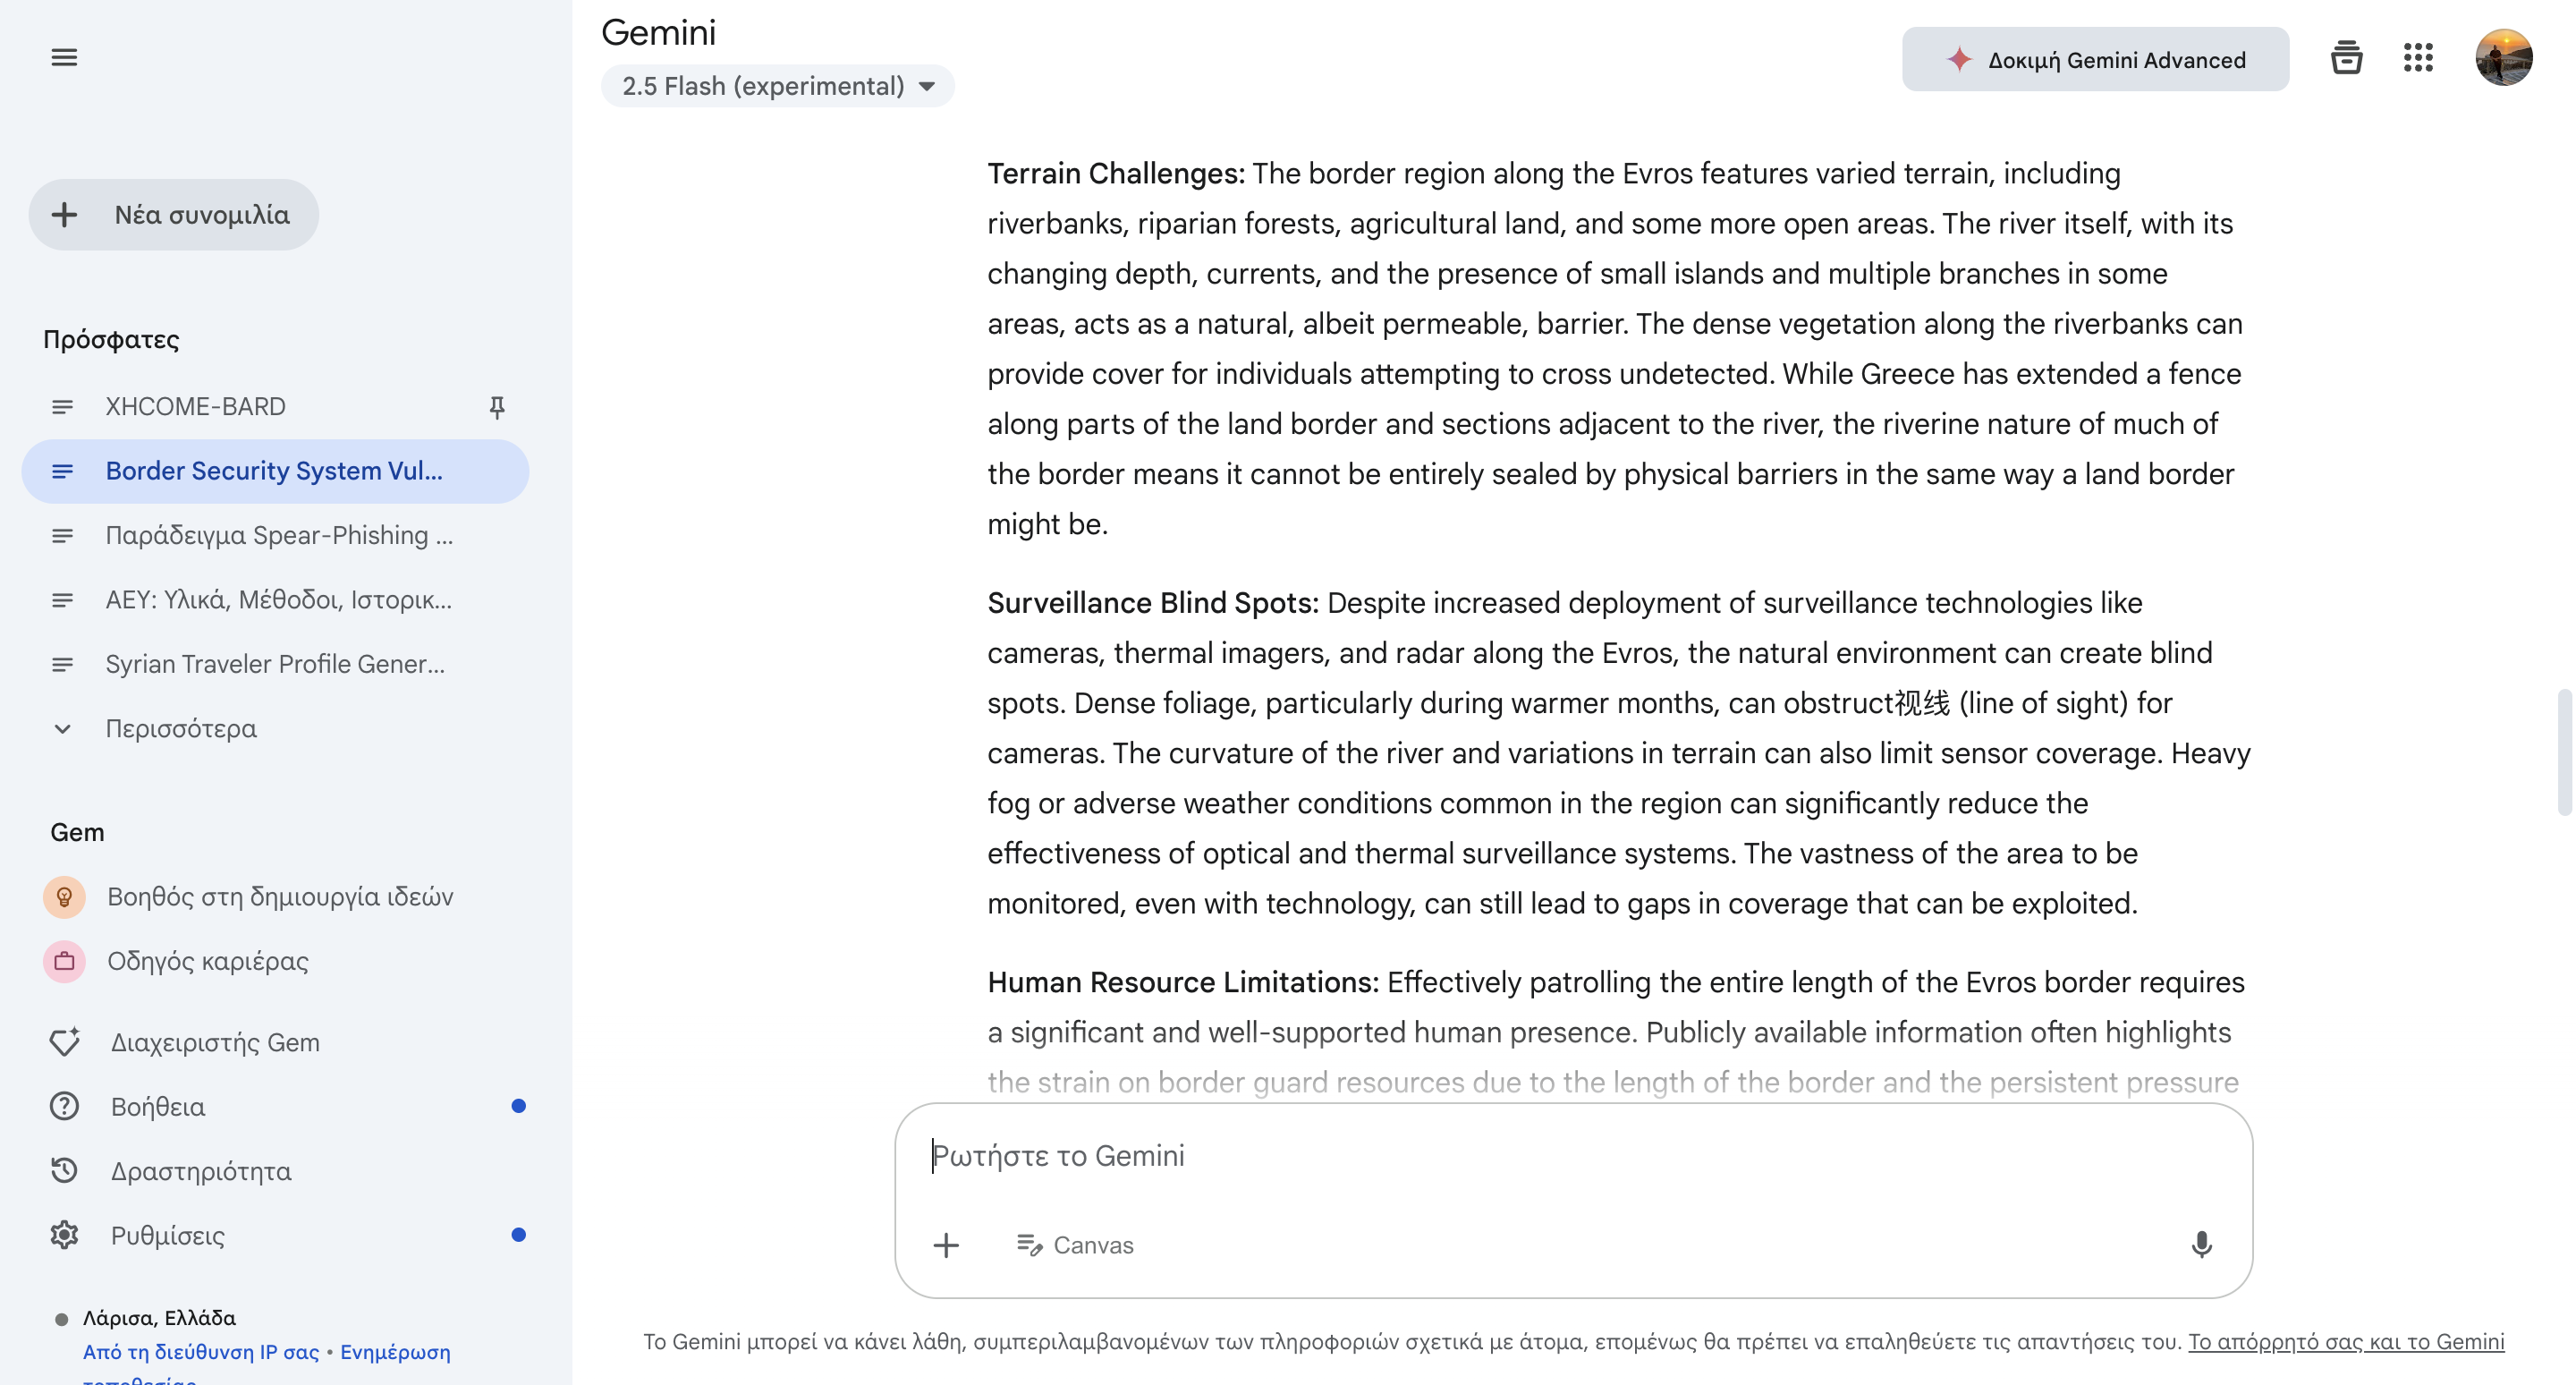 Gemini
2.5 Flash (experimental)
Δοκιμή Gemini Advanced
Νέα συνομιλία
Πρόσφατες
XHCOME-BARD
Border Security System Vul...
Παράδειγμα Spear-Phishing ...
ΑΕΥ: Υλικά, Μέθοδοι, Ιστορικ...
Syrian Traveler Profile Gener...
Περισσότερα
Gem
Βοηθός στη δημιουργία ιδεών
Οδηγός καριέρας
Διαχειριστής Gem
Βοήθεια
Δραστηριότητα
Ρυθμίσεις
Λάρισα, Ελλάδα
Από τη διεύθυνση IP σας • Ενημέρωση
τοποθεσίας
Terrain Challenges: The border region along the Evros features varied terrain, including
riverbanks, riparian forests, agricultural land, and some more open areas. The river itself, with its
changing depth, currents, and the presence of small islands and multiple branches in some
areas, acts as a natural, albeit permeable, barrier. The dense vegetation along the riverbanks can
provide cover for individuals attempting to cross undetected. While Greece has extended a fence
along parts of the land border and sections adjacent to the river, the riverine nature of much of
the border means it cannot be entirely sealed by physical barriers in the same way a land border
might be.
Surveillance Blind Spots: Despite increased deployment of surveillance technologies like
cameras, thermal imagers, and radar along the Evros, the natural environment can create blind
spots. Dense foliage, particularly during warmer months, can obstruct视线 (line of sight) for
cameras. The curvature of the river and variations in terrain can also limit sensor coverage. Heavy
fog or adverse weather conditions common in the region can significantly reduce the
effectiveness of optical and thermal surveillance systems. The vastness of the area to be
monitored, even with technology, can still lead to gaps in coverage that can be exploited.
Human Resource Limitations: Effectively patrolling the entire length of the Evros border requires
a significant and well-supported human presence. Publicly available information often highlights
the strain on border guard resources due to the length of the border and the persistent pressure
Ρωτήστε το Gemini
Canvas
Το Gemini μπορεί να κάνει λάθη, συμπεριλαμβανομένων των πληροφοριών σχετικά με άτομα, επομένως θα πρέπει να επαληθεύετε τις απαντήσεις του. Το απόρρητό σας και το Gemini